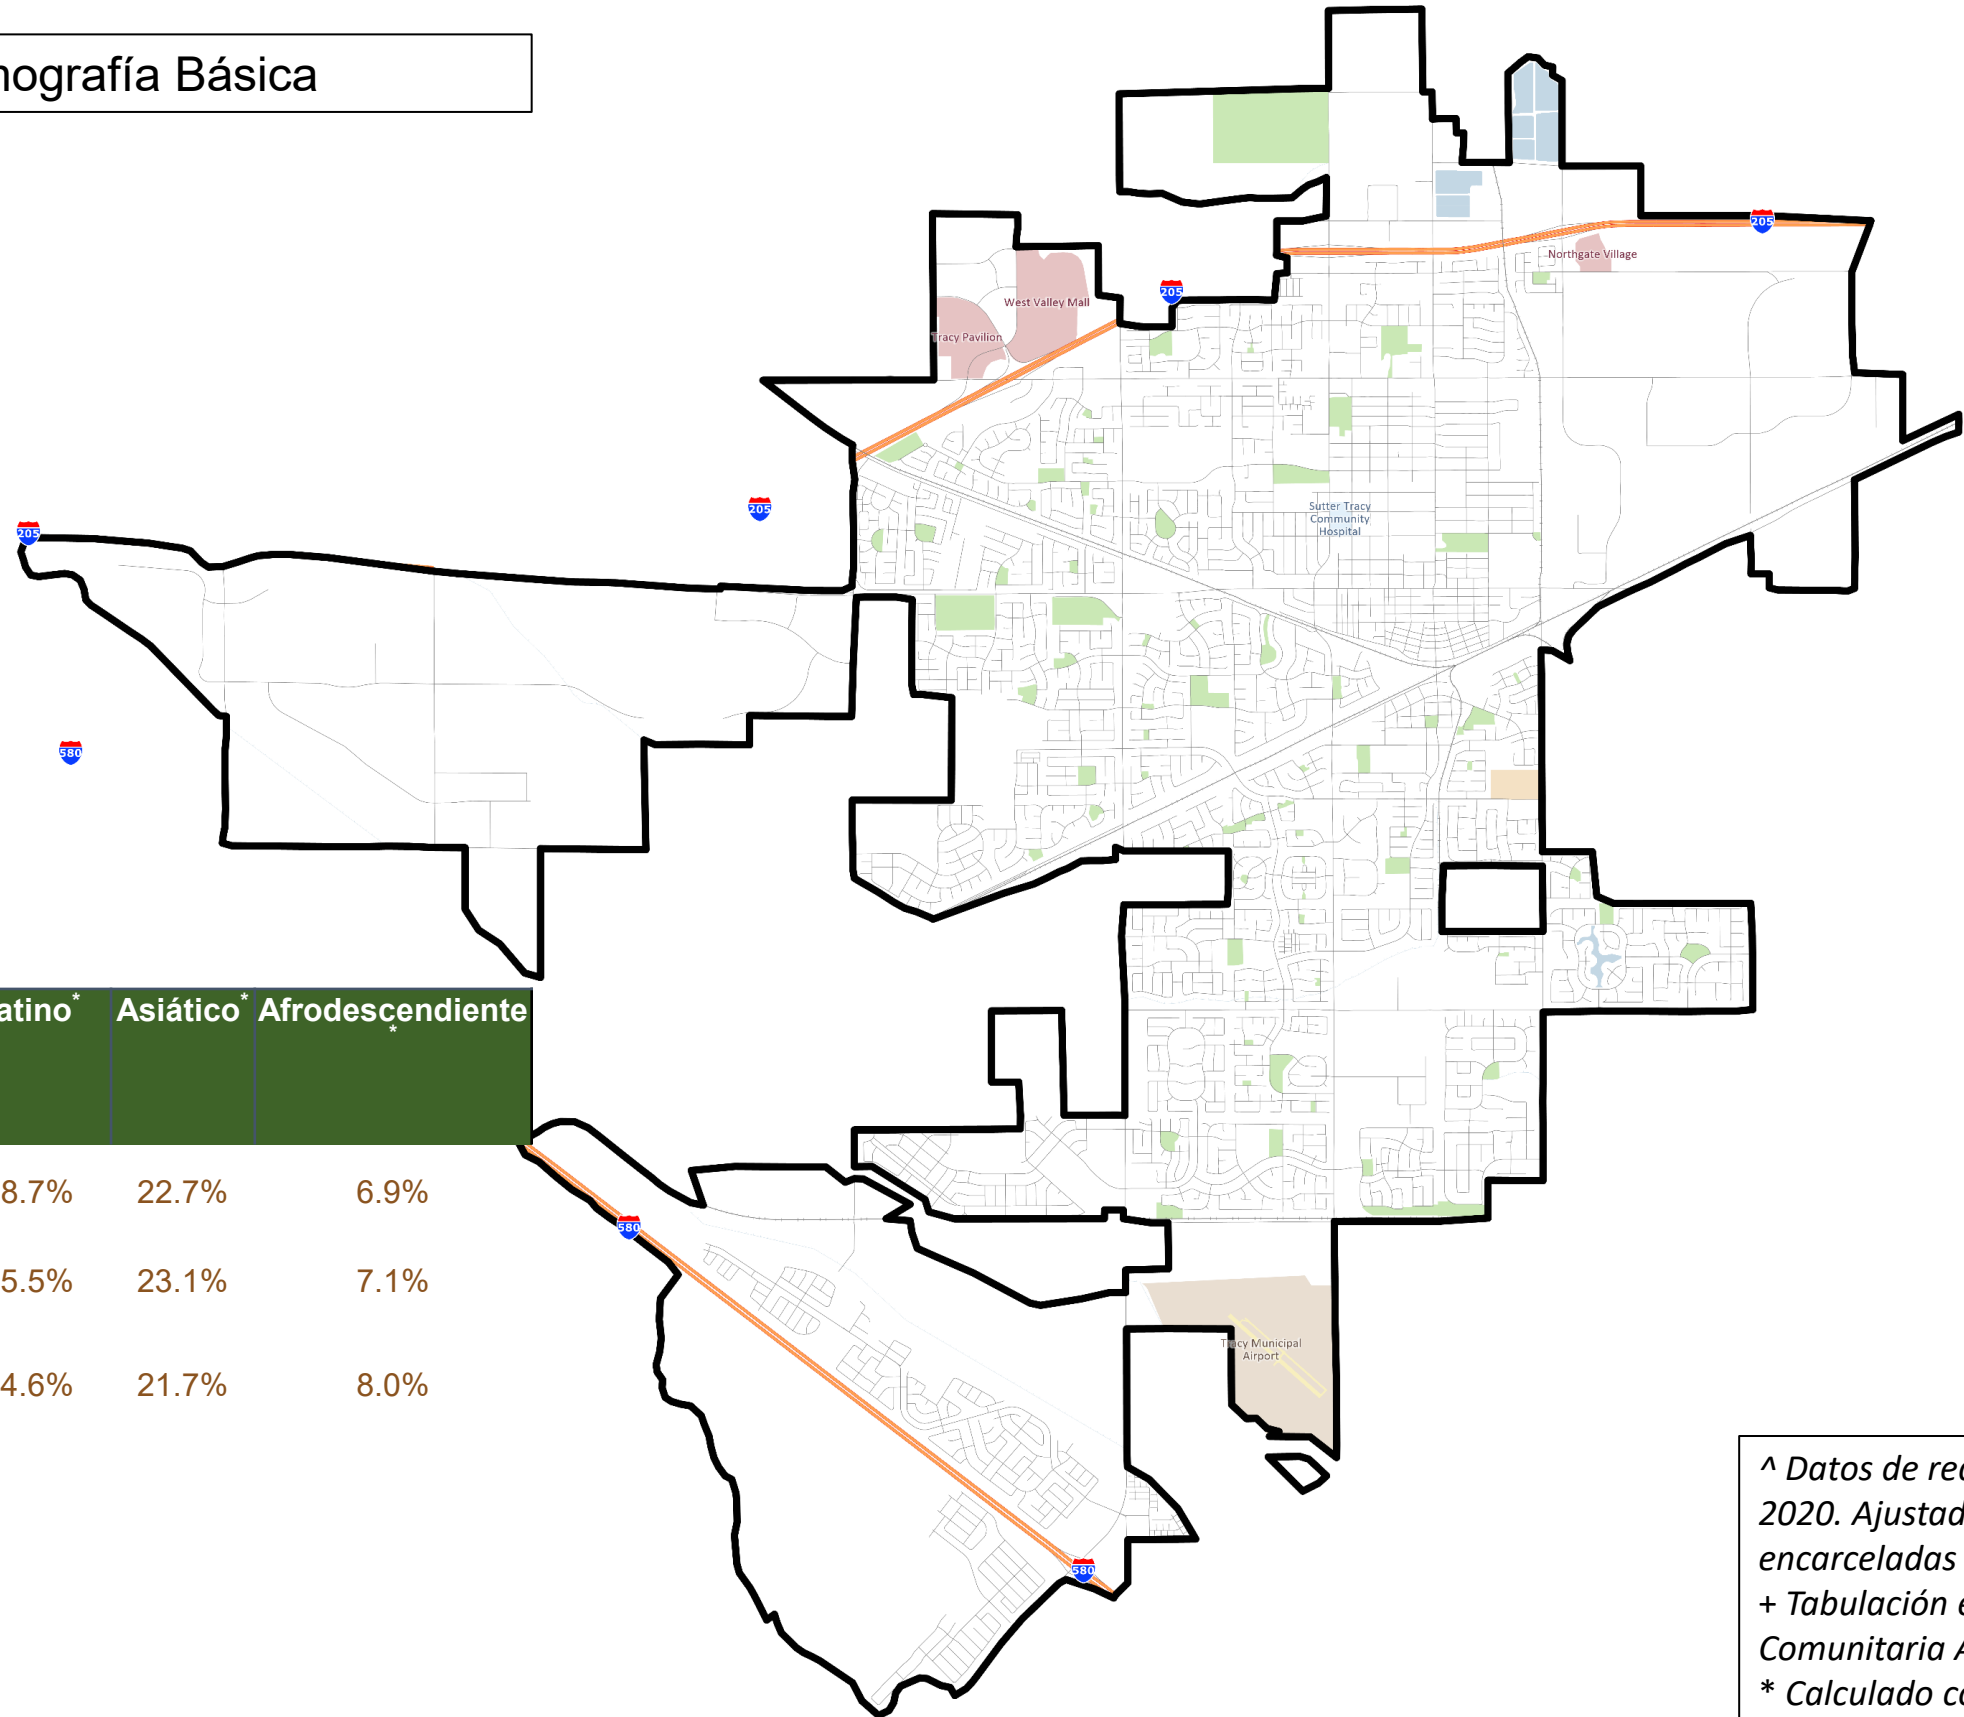 nografía Básica
205
Northgate Village
205
West Valley Mall
Tracy Pavilion
205
Sutter Tracy
Community
Hospital
205
580
atino* Asiático* Afrodescendiente
*
8.7% 22.7% 6.9%
5.5% 23.1% 7.1%
4.6% 21.7% 8.0%
580
Tracy Municipal
Airport
580
^ Datos de re
2020. Ajustad
encarceladas
+ Tabulación e
Comunitaria A
* Calculado co